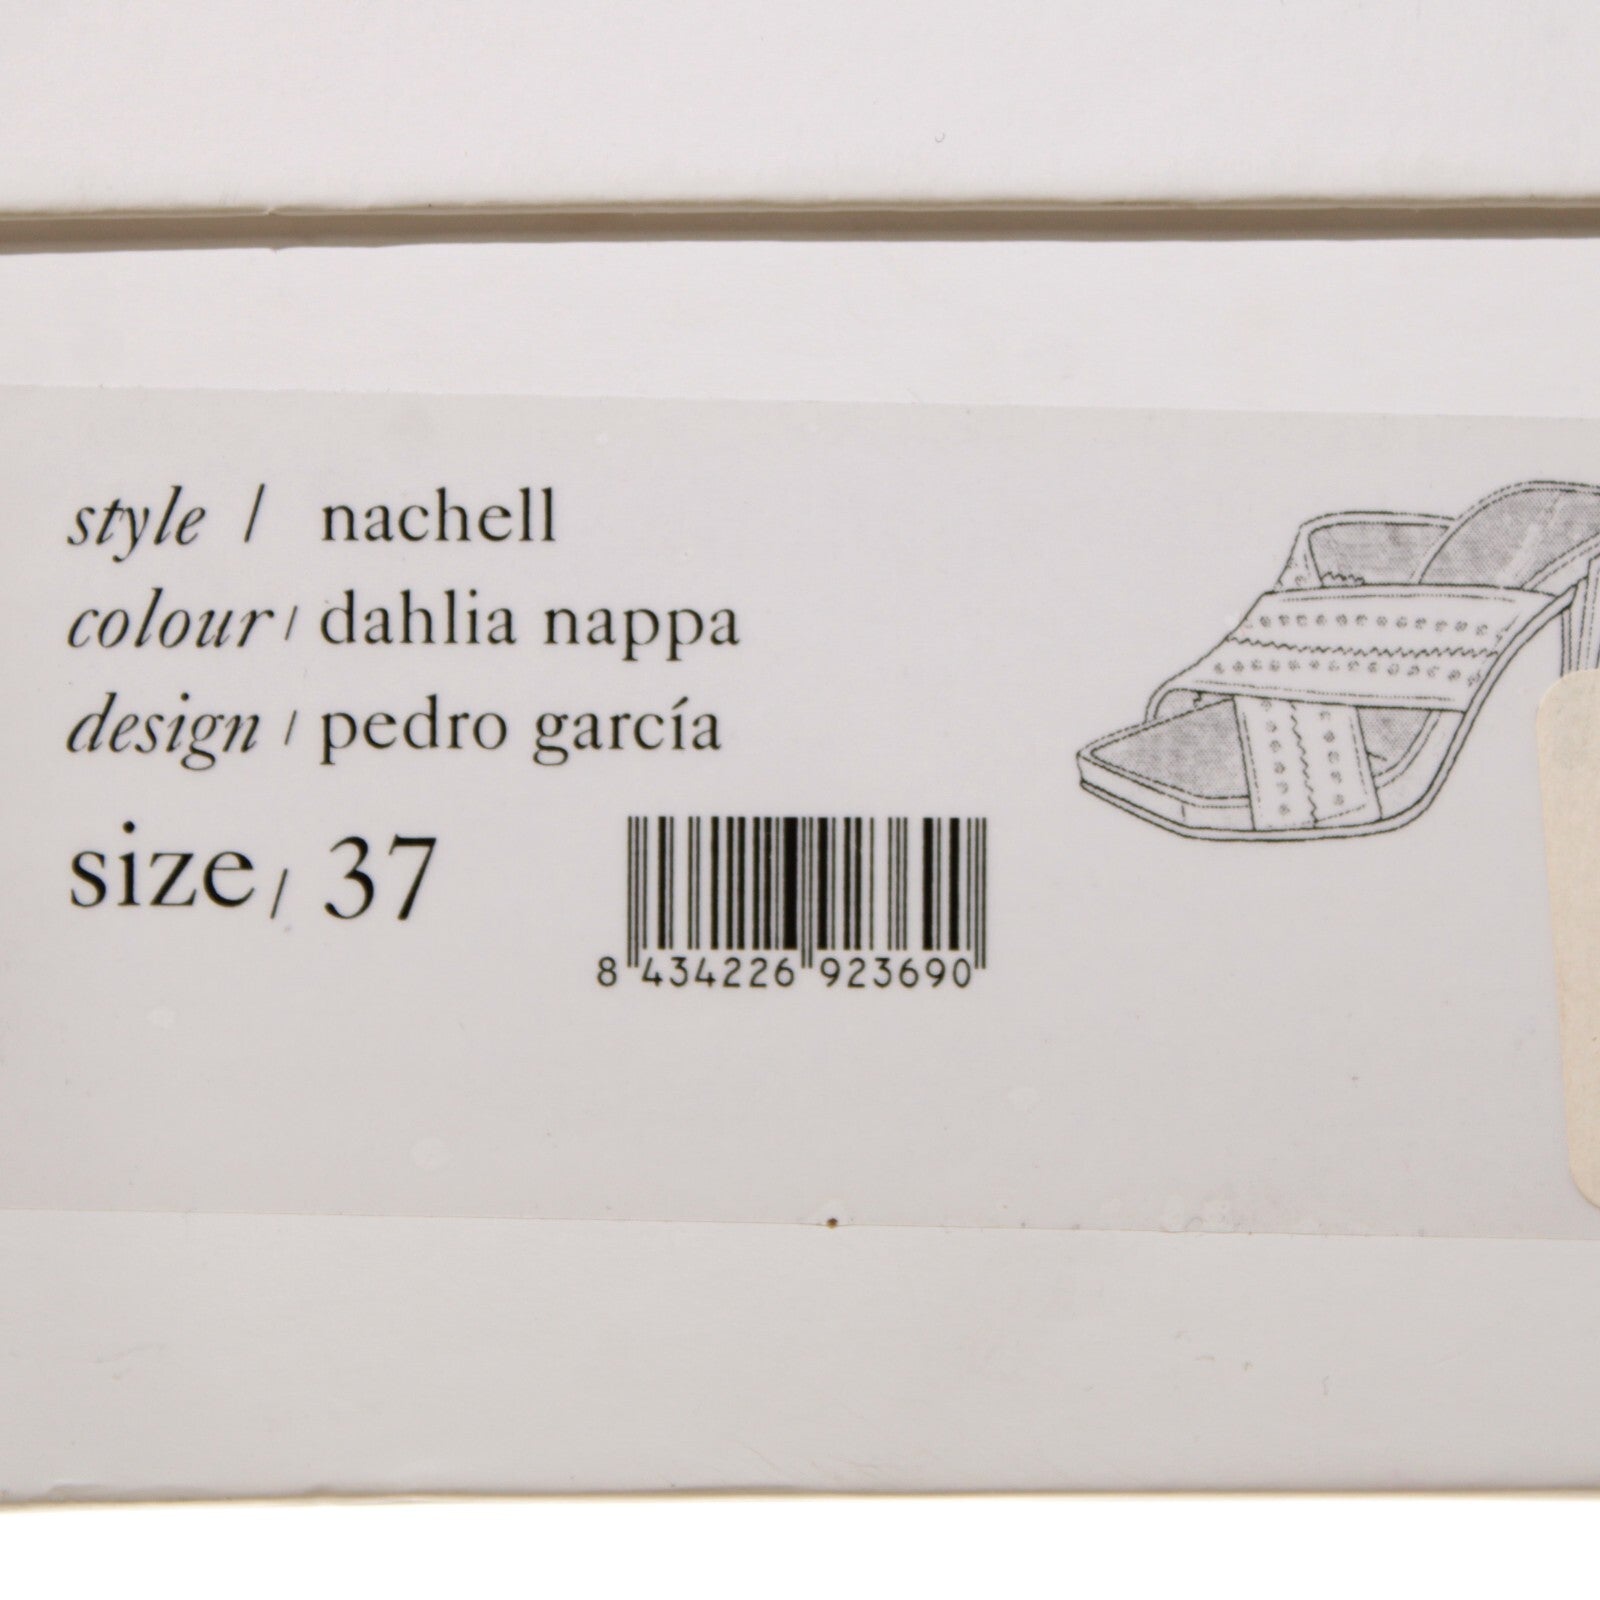 style / nachell
colour / dahlia nappa
design / pedro garcía
size / 37
8 434226 923690